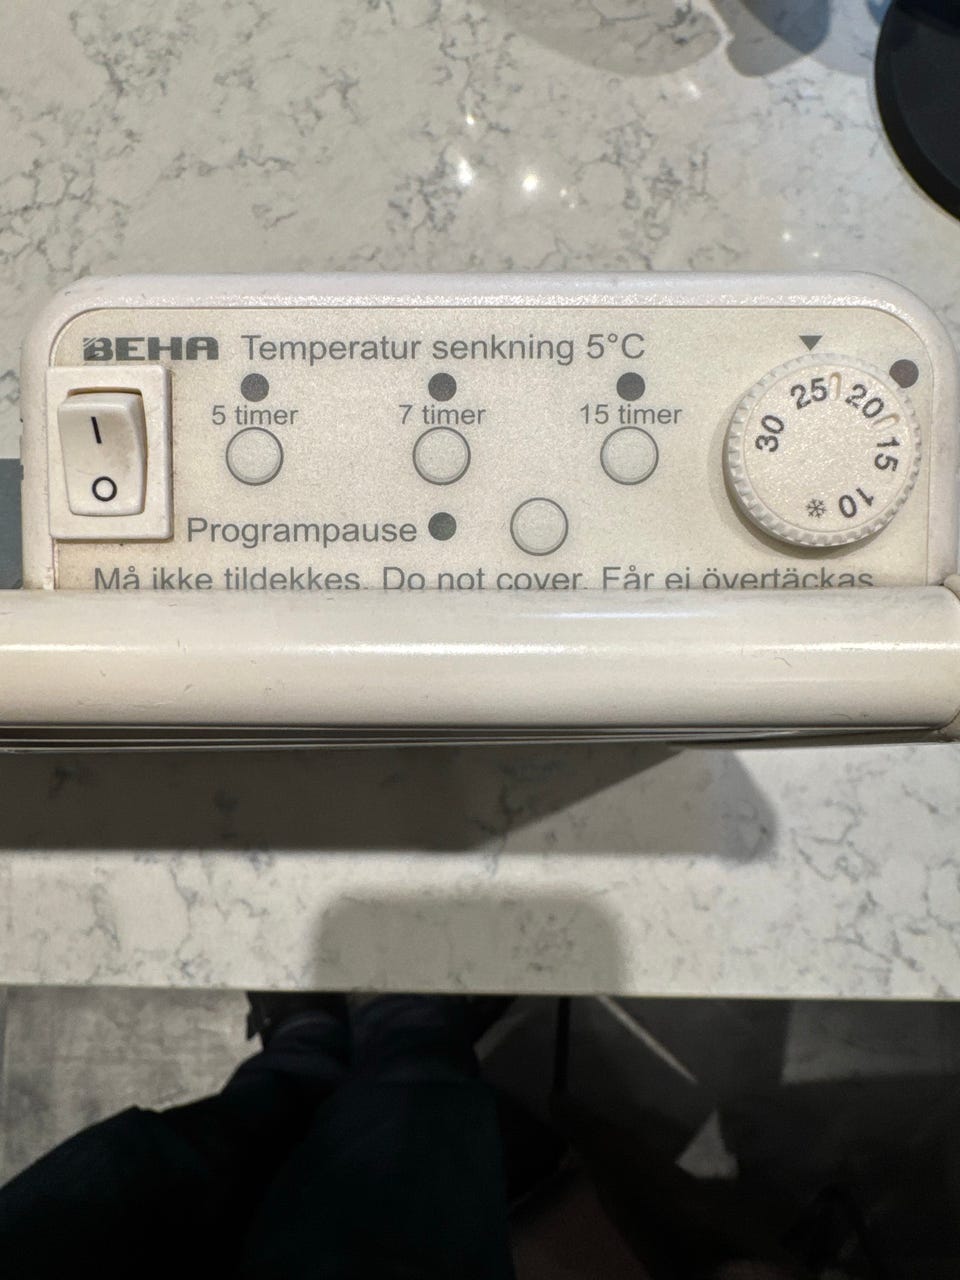 BEHA Temperatur senkning 5°C
5 timer 7 timer 15 timer
I
O
Programpause
Må ikke tildekkes. Do not cover. Får ej övertäckas
30 25 20 15 10